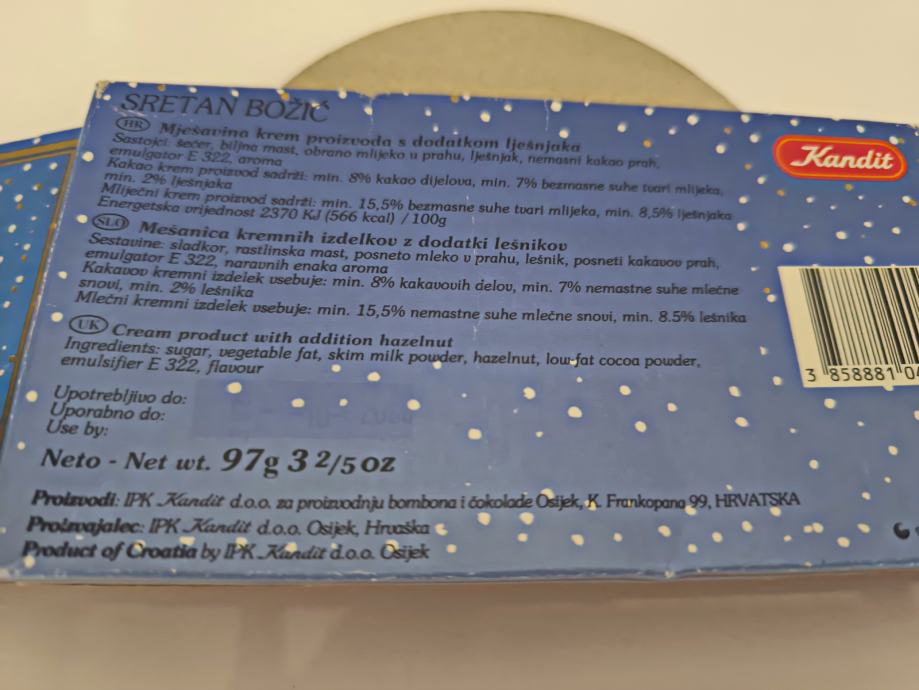 SRETAN BOŽIĆ
HR Mješavina krem proizvoda s dodatkom lješnjaka
Sastojci: šećer, biljna mast, obrano mlijeko u prahu, lješnjak, nemasni kakao prah,
emulgator E 322, aroma
Kakao krem proizvod sadrži: min. 8% kakao dijelova, min. 7% bezmasne suhe tvari mlijeka,
min. 2% lješnjaka
Mliječni krem proizvod sadrži: min. 15,5% bezmasne suhe tvari mlijeka, min. 8,5% lješnjaka
Energetska vrijednost 2370 KJ (566 kcal) / 100g
SLO Mešanica kremnih izdelkov z dodatki lešnikov
Sestavine: sladkor, rastlinska mast, posneto mleko v prahu, lešnik, posneti kakavov prah,
emulgator E 322, naravnih enaka aroma
Kakavov kremni izdelek vsebuje: min. 8% kakavovih delov, min. 7% nemastne suhe mlečne
snovi, min. 2% lešnika
Mlečni kremni izdelek vsebuje: min. 15,5% nemastne suhe mlečne snovi, min. 8.5% lešnika
UK Cream product with addition hazelnut
Ingredients: sugar, vegetable fat, skim milk powder, hazelnut, low-fat cocoa powder,
emulsifier E 322, flavour
Upotrebljivo do:
Uporabno do:
Use by:
Neto - Net wt. 97g 3 2/5 oz
Proizvodi: IPK Kandit d.o.o. za proizvodnju bombona i čokolade Osijek, K. Frankopana 99, HRVATSKA
Proizvajalec: IPK Kandit d.o.o. Osijek, Hrvaška
Product of Croatia by IPK Kandit d.o.o. Osijek
Kandit
3 858881 04